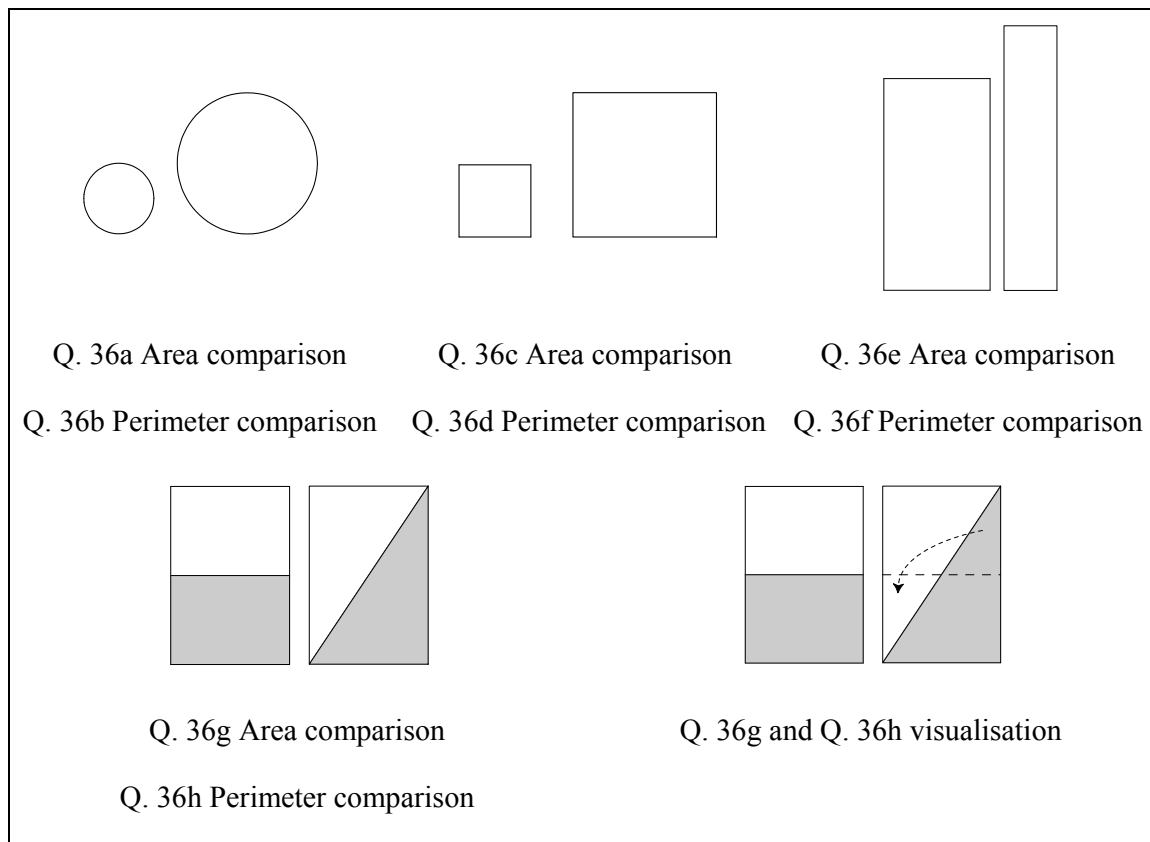 Q. 36a Area comparison
Q. 36c Area comparison
Q. 36e Area comparison
Q. 36b Perimeter comparison
Q. 36d Perimeter comparison
Q. 36f Perimeter comparison
Q. 36g Area comparison
Q. 36g and Q. 36h visualisation
Q. 36h Perimeter comparison